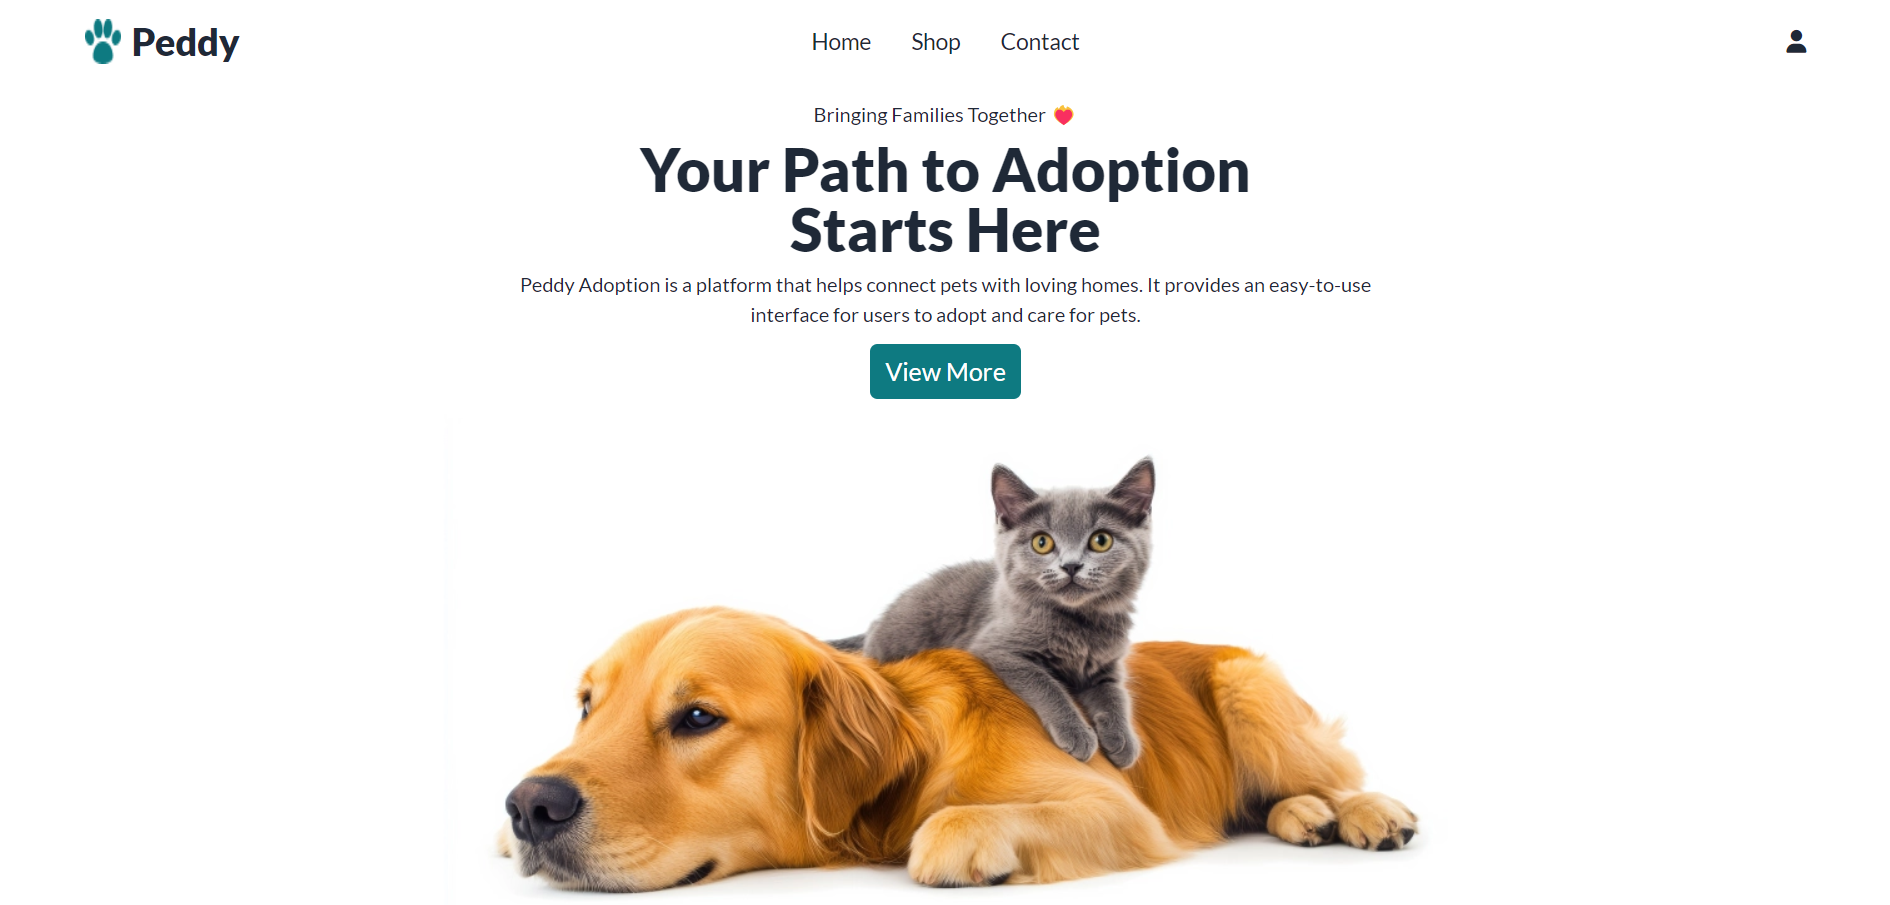 Peddy
Home Shop Contact
Bringing Families Together
Your Path to Adoption
Starts Here
Peddy Adoption is a platform that helps connect pets with loving homes. It provides an easy-to-use
interface for users to adopt and care for pets.
View More